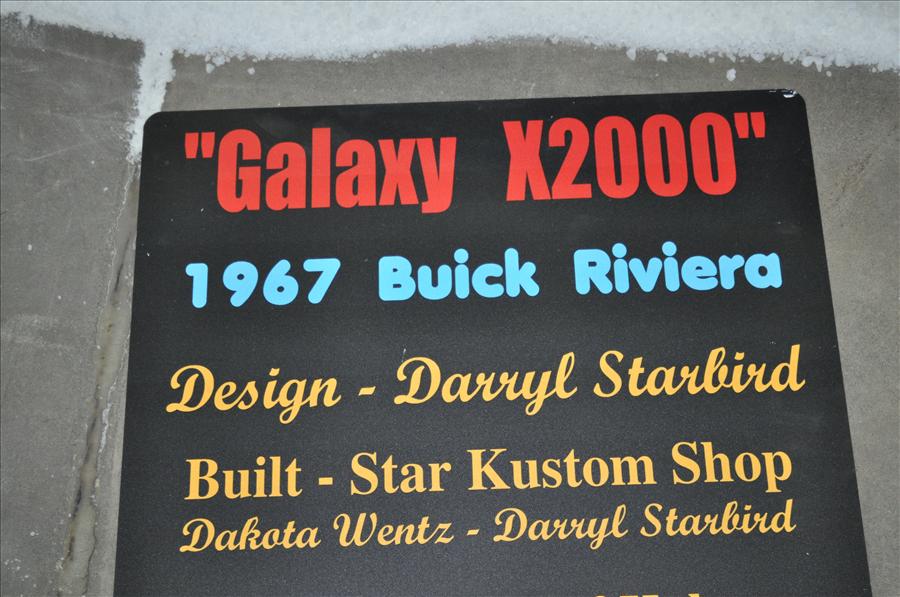 "Galaxy X2000"
1967 Buick Riviera
Design - Darryl Starbird
Built - Star Kustom Shop
Dakota Wentz - Darryl Starbird